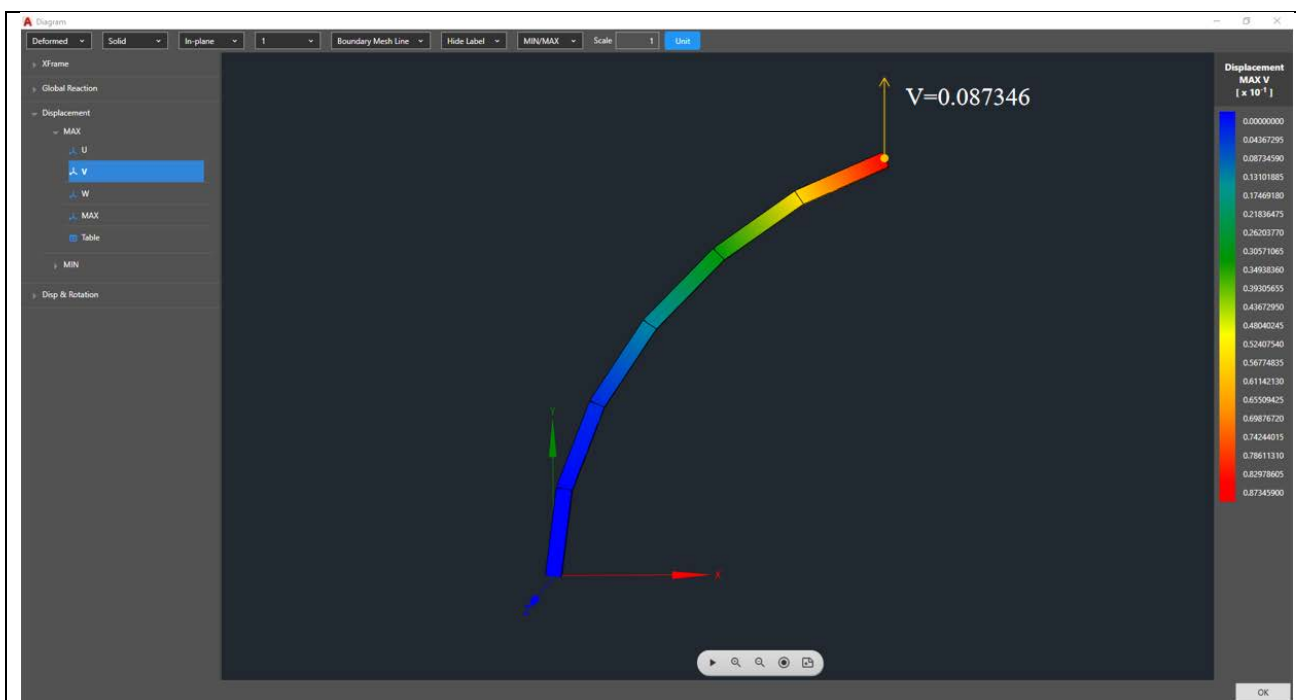 Diagram
Deformed Solid In-plane 1 Boundary Mesh Line Hide Label MIN/MAX Scale 1 Unit
XFrame
Global Reaction
Displacement
MAX
U
V
W
MAX
Table
MIN
Disp & Rotation
V=0.087346
Y
X
Displacement
MAX V
[ x 10⁻¹ ]
0.00000000
0.04367295
0.08734590
0.13101885
0.17469180
0.21836475
0.26203770
0.30571065
0.34938360
0.39305655
0.43672950
0.48040245
0.52407540
0.56774835
0.61142130
0.65509425
0.69876720
0.74244015
0.78611310
0.82978605
0.87345900
OK